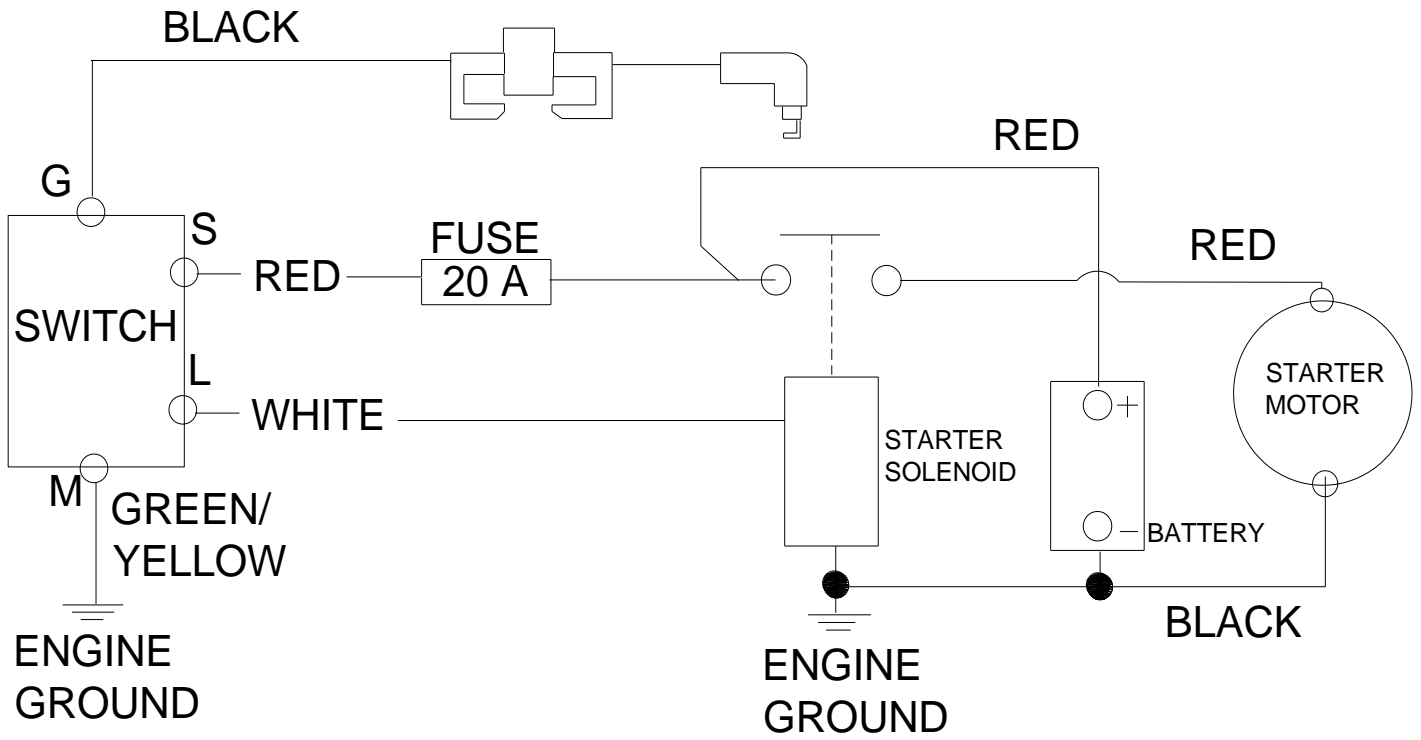 BLACK
RED
G
S
RED
FUSE
20 A
RED
SWITCH
L
WHITE
STARTER
MOTOR
+
STARTER
SOLENOID
M
GREEN/
YELLOW
– BATTERY
ENGINE
GROUND
BLACK
ENGINE
GROUND